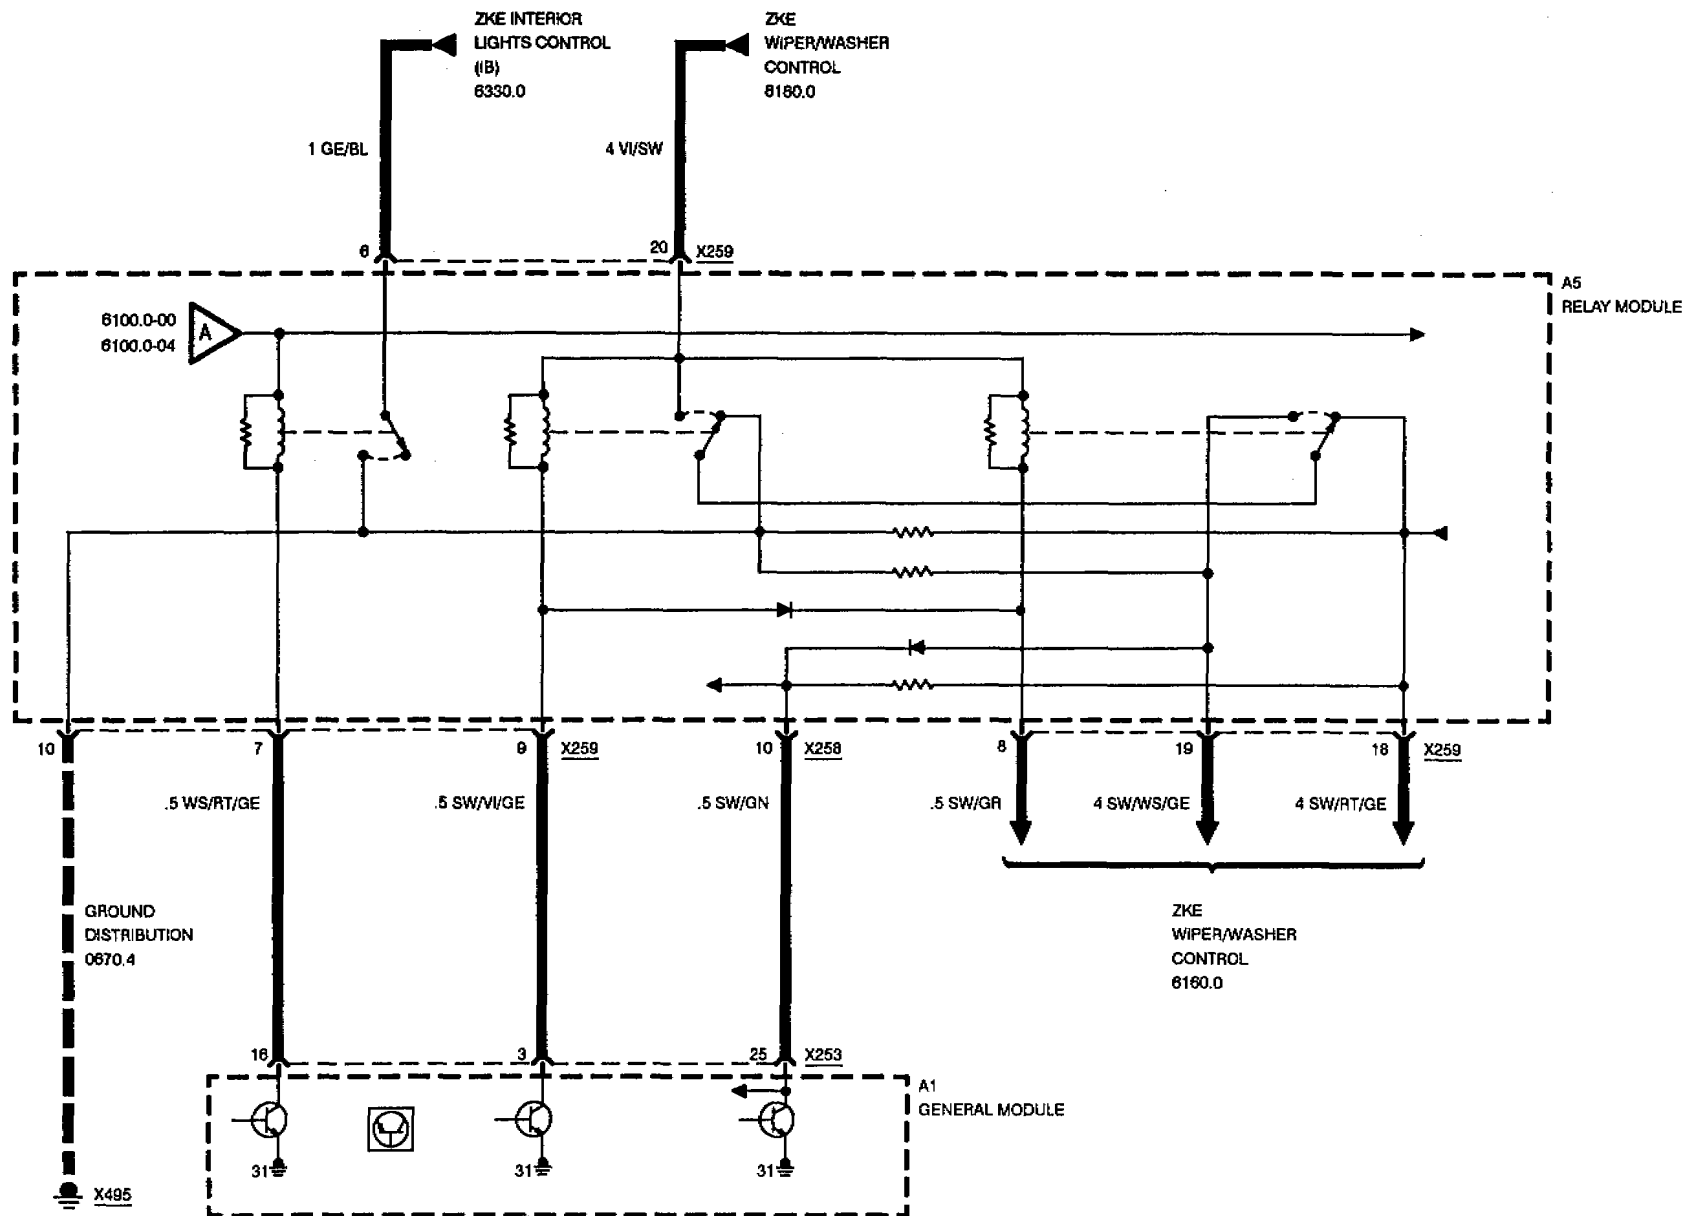 ZKE INTERIOR
LIGHTS CONTROL
(IB)
6330.0
ZKE
WIPER/WASHER
CONTROL
6160.0
1 GE/BL
4 VI/SW
6
20
X259
A5
RELAY MODULE
6100.0-00
6100.0-04
A
10
7
9
X259
10
X258
8
19
18
X259
.5 WS/RT/GE
.5 SW/VI/GE
.5 SW/GN
.5 SW/GR
4 SW/WS/GE
4 SW/RT/GE
GROUND
DISTRIBUTION
0670.4
ZKE
WIPER/WASHER
CONTROL
6160.0
16
3
25
X253
A1
GENERAL MODULE
31
31
31
X495